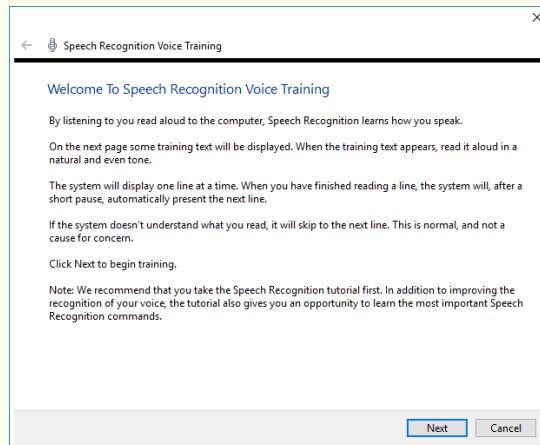 Speech Recognition Voice Training
Welcome To Speech Recognition Voice Training
By listening to you read aloud to the computer, Speech Recognition learns how you speak.
On the next page some training text will be displayed. When the training text appears, read it aloud in a
natural and even tone.
The system will display one line at a time. When you have finished reading a line, the system will, after a
short pause, automatically present the next line.
If the system doesn't understand what you read, it will skip to the next line. This is normal, and not a
cause for concern.
Click Next to begin training.
Note: We recommend that you take the Speech Recognition tutorial first. In addition to improving the
recognition of your voice, the tutorial also gives you an opportunity to learn the most important Speech
Recognition commands.
Next Cancel